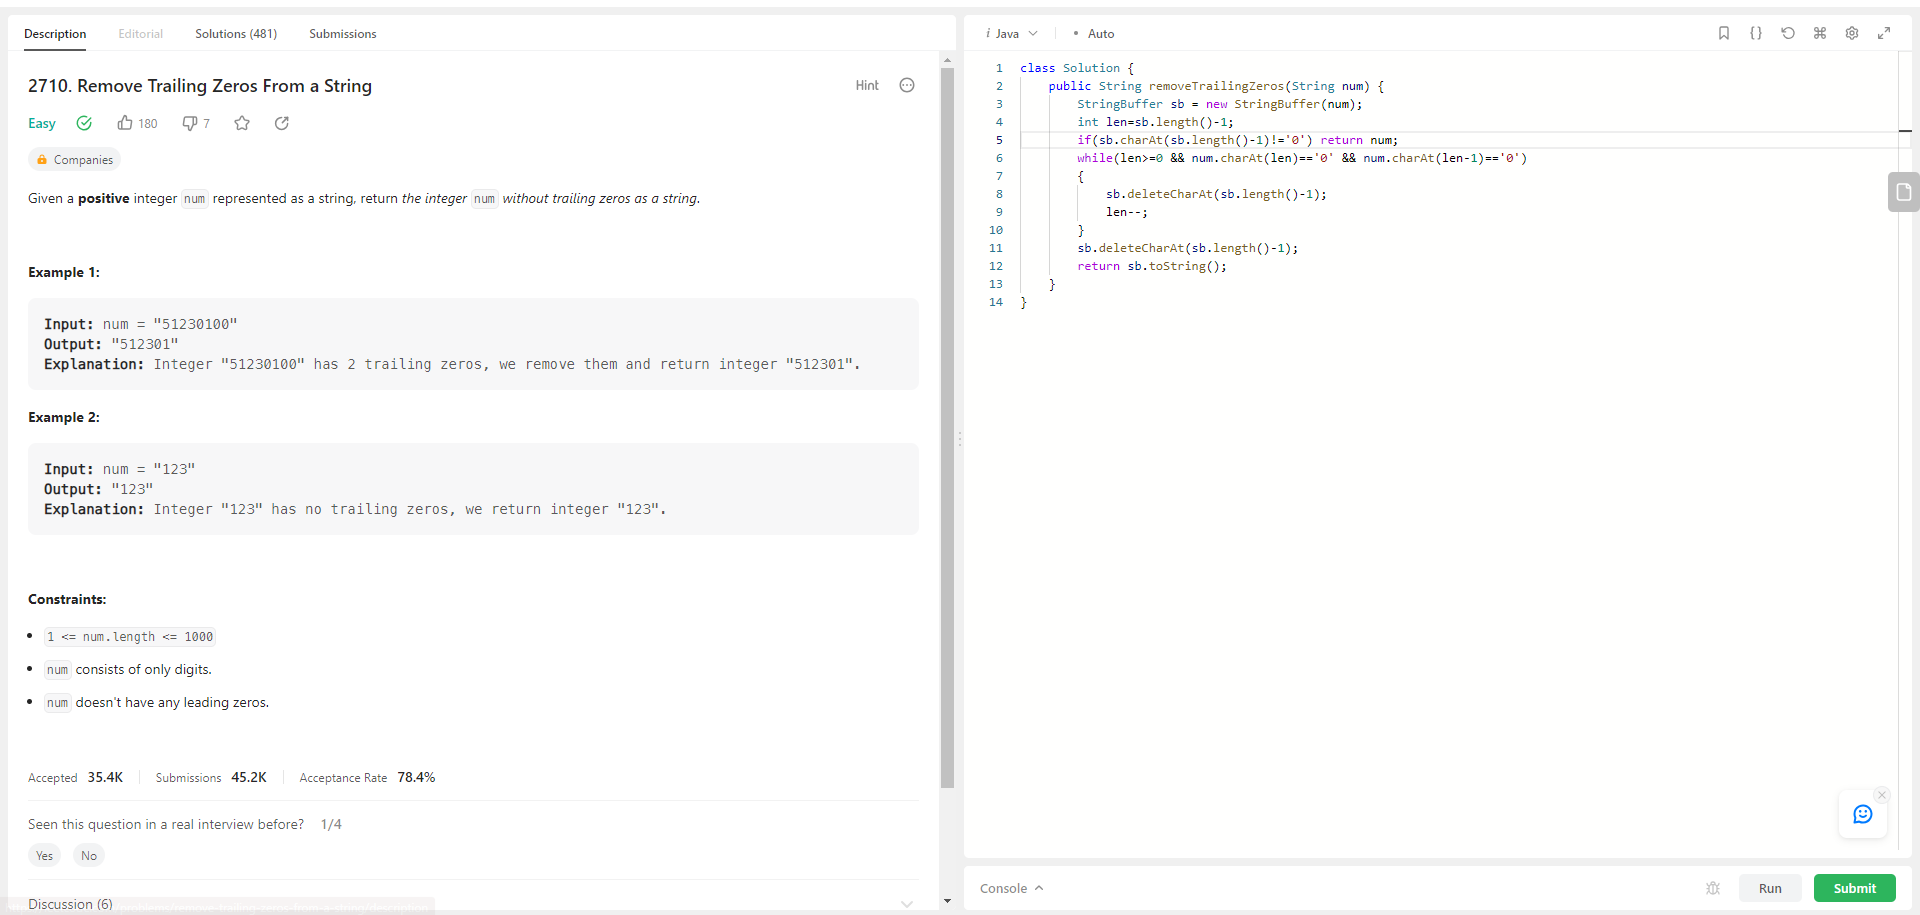 Description Editorial Solutions (481) Submissions
2710. Remove Trailing Zeros From a String Hint
Easy 180 7
Companies
Given a positive integer num represented as a string, return the integer num without trailing zeros as a string.
Example 1:
Input: num = "51230100"
Output: "512301"
Explanation: Integer "51230100" has 2 trailing zeros, we remove them and return integer "512301".
Example 2:
Input: num = "123"
Output: "123"
Explanation: Integer "123" has no trailing zeros, we return integer "123".
Constraints:
• 1 <= num.length <= 1000
• num consists of only digits.
• num doesn't have any leading zeros.
Accepted 35.4K Submissions 45.2K Acceptance Rate 78.4%
Seen this question in a real interview before? 1/4
Yes No
Discussion (6)
i Java • Auto
1 class Solution {
2     public String removeTrailingZeros(String num) {
3         StringBuffer sb = new StringBuffer(num);
4         int len=sb.length()-1;
5         if(sb.charAt(sb.length()-1)!='0') return num;
6         while(len>=0 && num.charAt(len)=='0' && num.charAt(len-1)=='0')
7         {
8             sb.deleteCharAt(sb.length()-1);
9             len--;
10         }
11         sb.deleteCharAt(sb.length()-1);
12         return sb.toString();
13     }
14 }
Console Run Submit